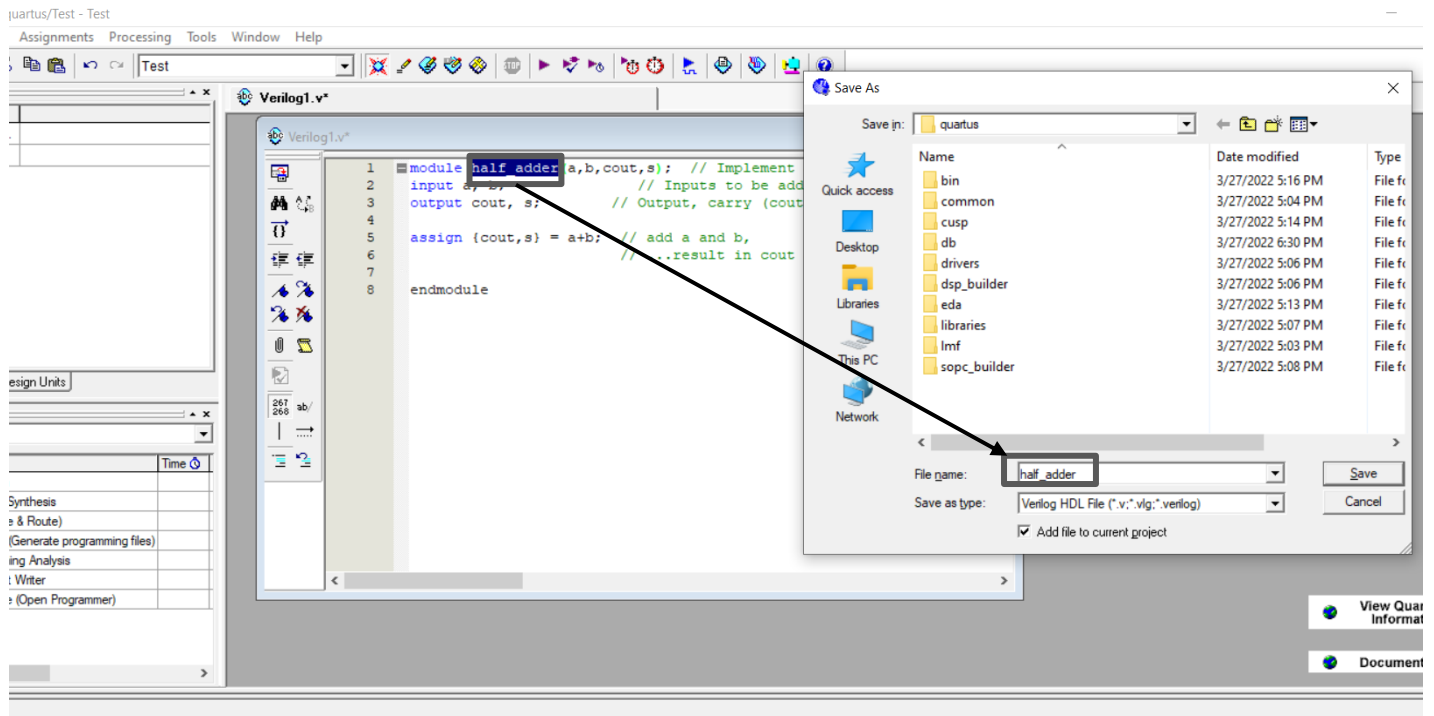 quartus/Test - Test
Assignments Processing Tools Window Help
Test
Verilog1.v*
Verilog1.v*
1 module half_adder(a,b,cout,s); // Implement
2 input a, b; // Inputs to be add
3 output cout, s; // Output, carry (cout
4
5 assign {cout,s} = a+b; // add a and b,
6 // ...result in cout
7
8 endmodule
267
268 ab/
esign Units
Time
Synthesis
e & Route)
(Generate programming files)
ing Analysis
t Writer
e (Open Programmer)
Save As
Save in: quartus
Quick access
Desktop
Libraries
This PC
Network
Name Date modified Type
bin 3/27/2022 5:16 PM File fo
common 3/27/2022 5:04 PM File fo
cusp 3/27/2022 5:14 PM File fo
db 3/27/2022 6:30 PM File fo
drivers 3/27/2022 5:06 PM File fo
dsp_builder 3/27/2022 5:06 PM File fo
eda 3/27/2022 5:13 PM File fo
libraries 3/27/2022 5:07 PM File fo
lmf 3/27/2022 5:03 PM File fo
sopc_builder 3/27/2022 5:08 PM File fo
File name: half_adder Save
Save as type: Verilog HDL File (*.v;*.vlg;*.verilog) Cancel
Add file to current project
View Quar
Informat
Document